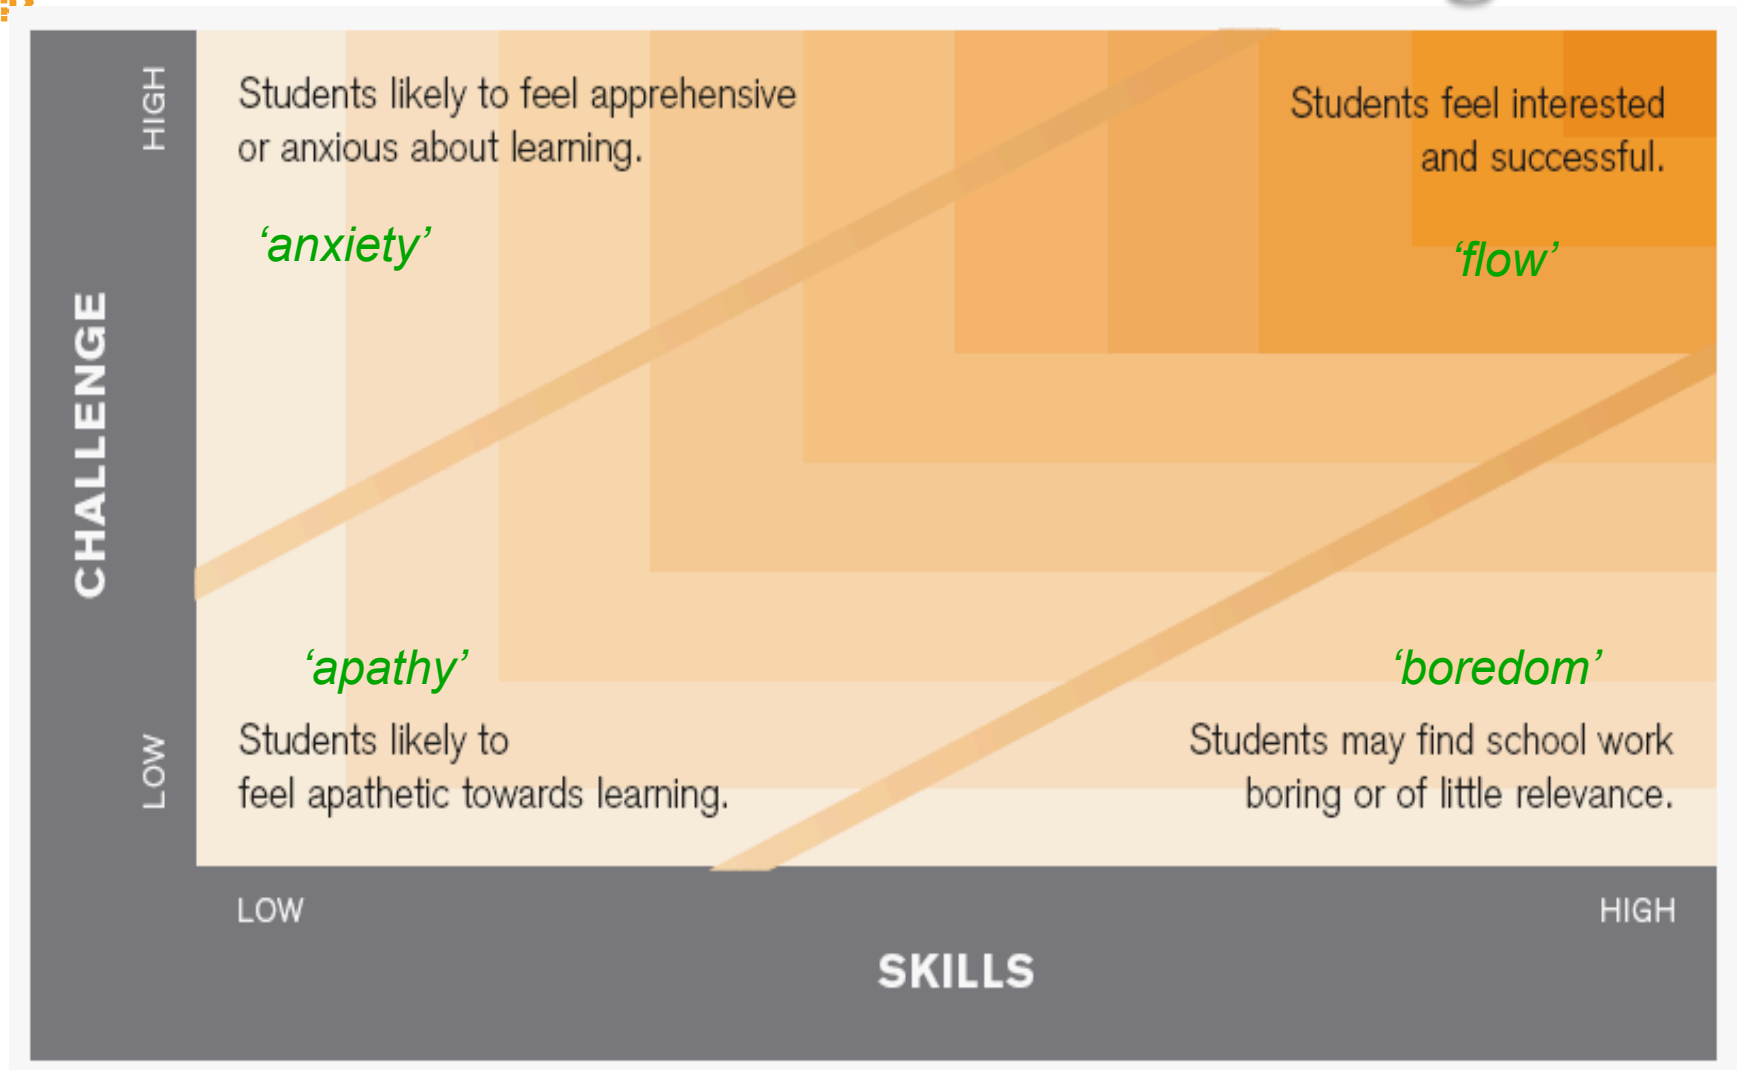 HIGH
Students likely to feel apprehensive
or anxious about learning.
‘anxiety’
Students feel interested
and successful.
‘flow’
CHALLENGE
‘apathy’
Students likely to
feel apathetic towards learning.
‘boredom’
Students may find school work
boring or of little relevance.
LOW
LOW
HIGH
SKILLS